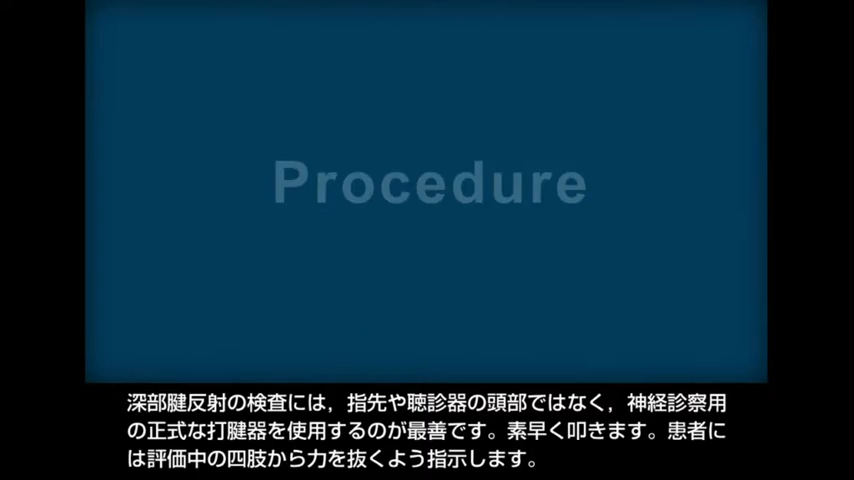 Procedure
深部腱反射の検査には，指先や聴診器の頭部ではなく，神経診察用
の正式な打腱器を使用するのが最善です。素早く叩きます。患者に
は評価中の四肢から力を抜くよう指示します。